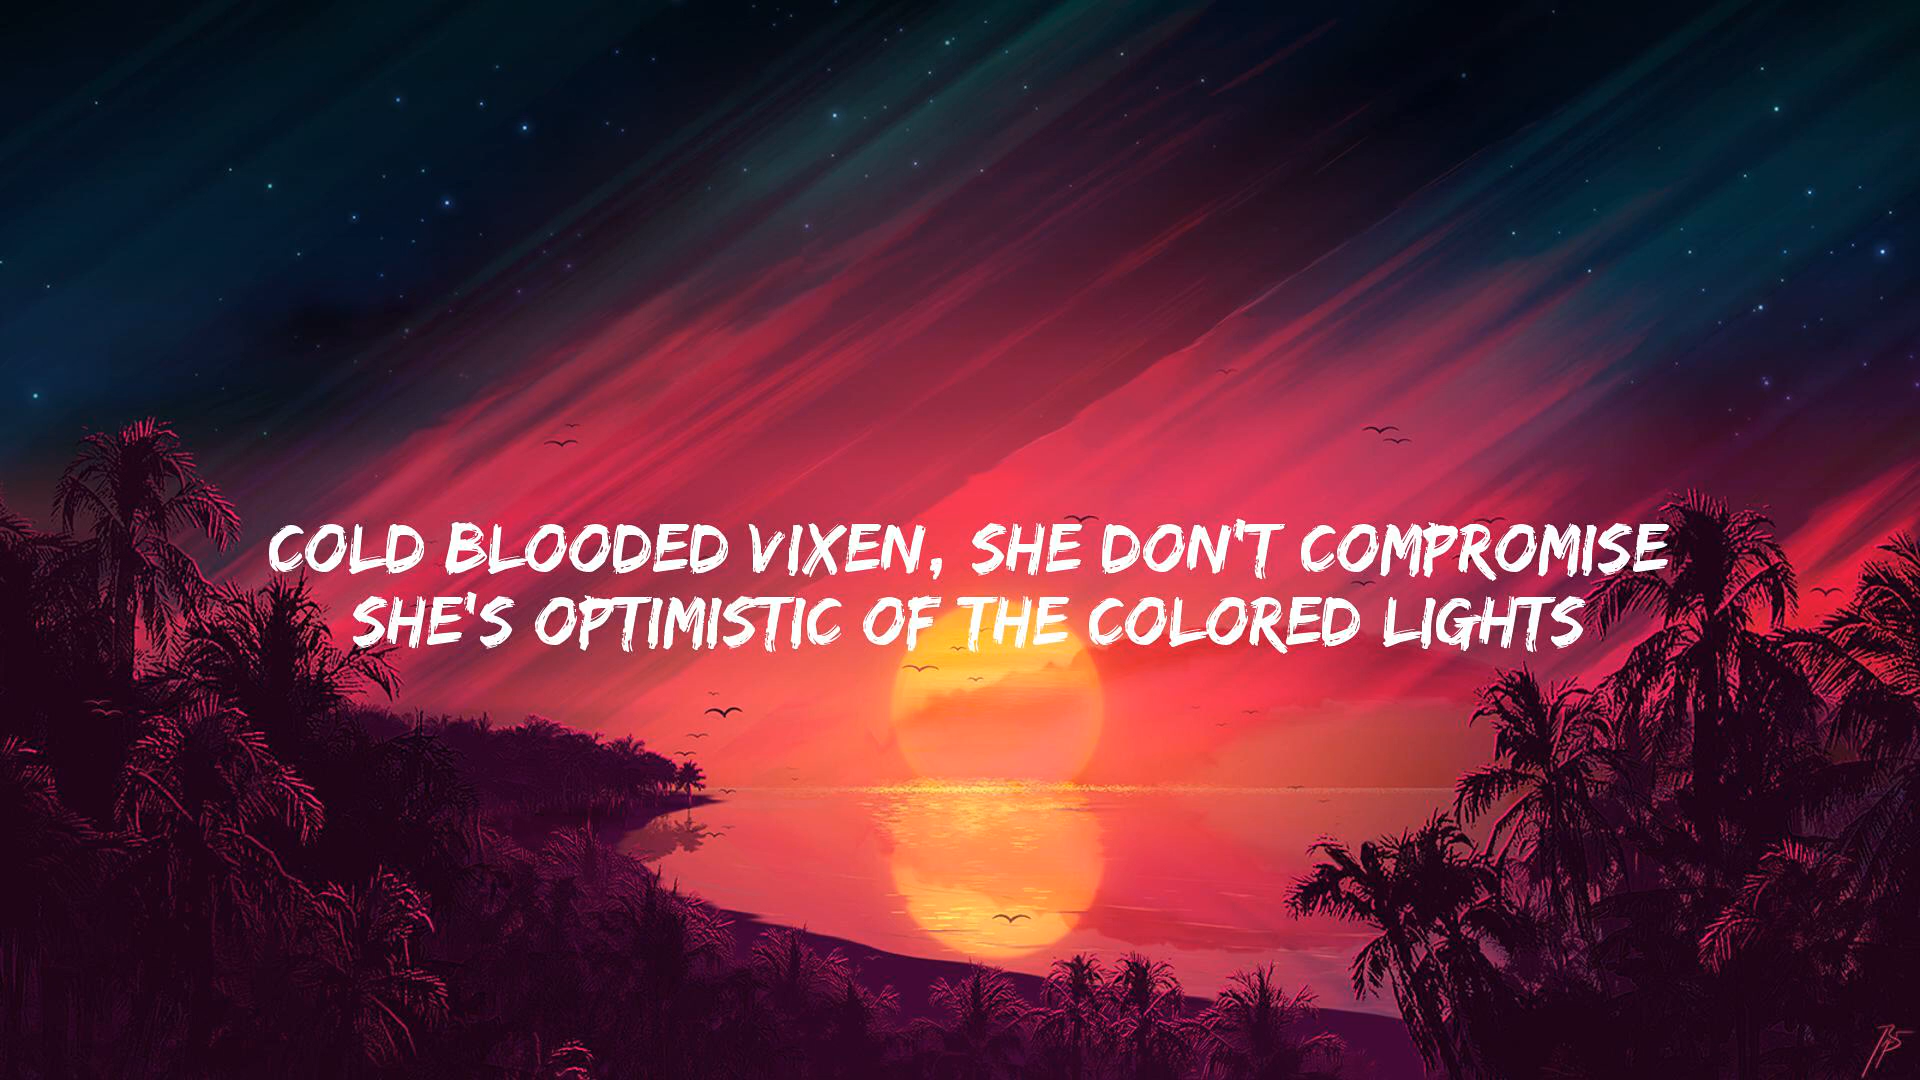 COLD BLOODED VIXEN, SHE DON'T COMPROMISE
SHE'S OPTIMISTIC OF THE COLORED LIGHTS